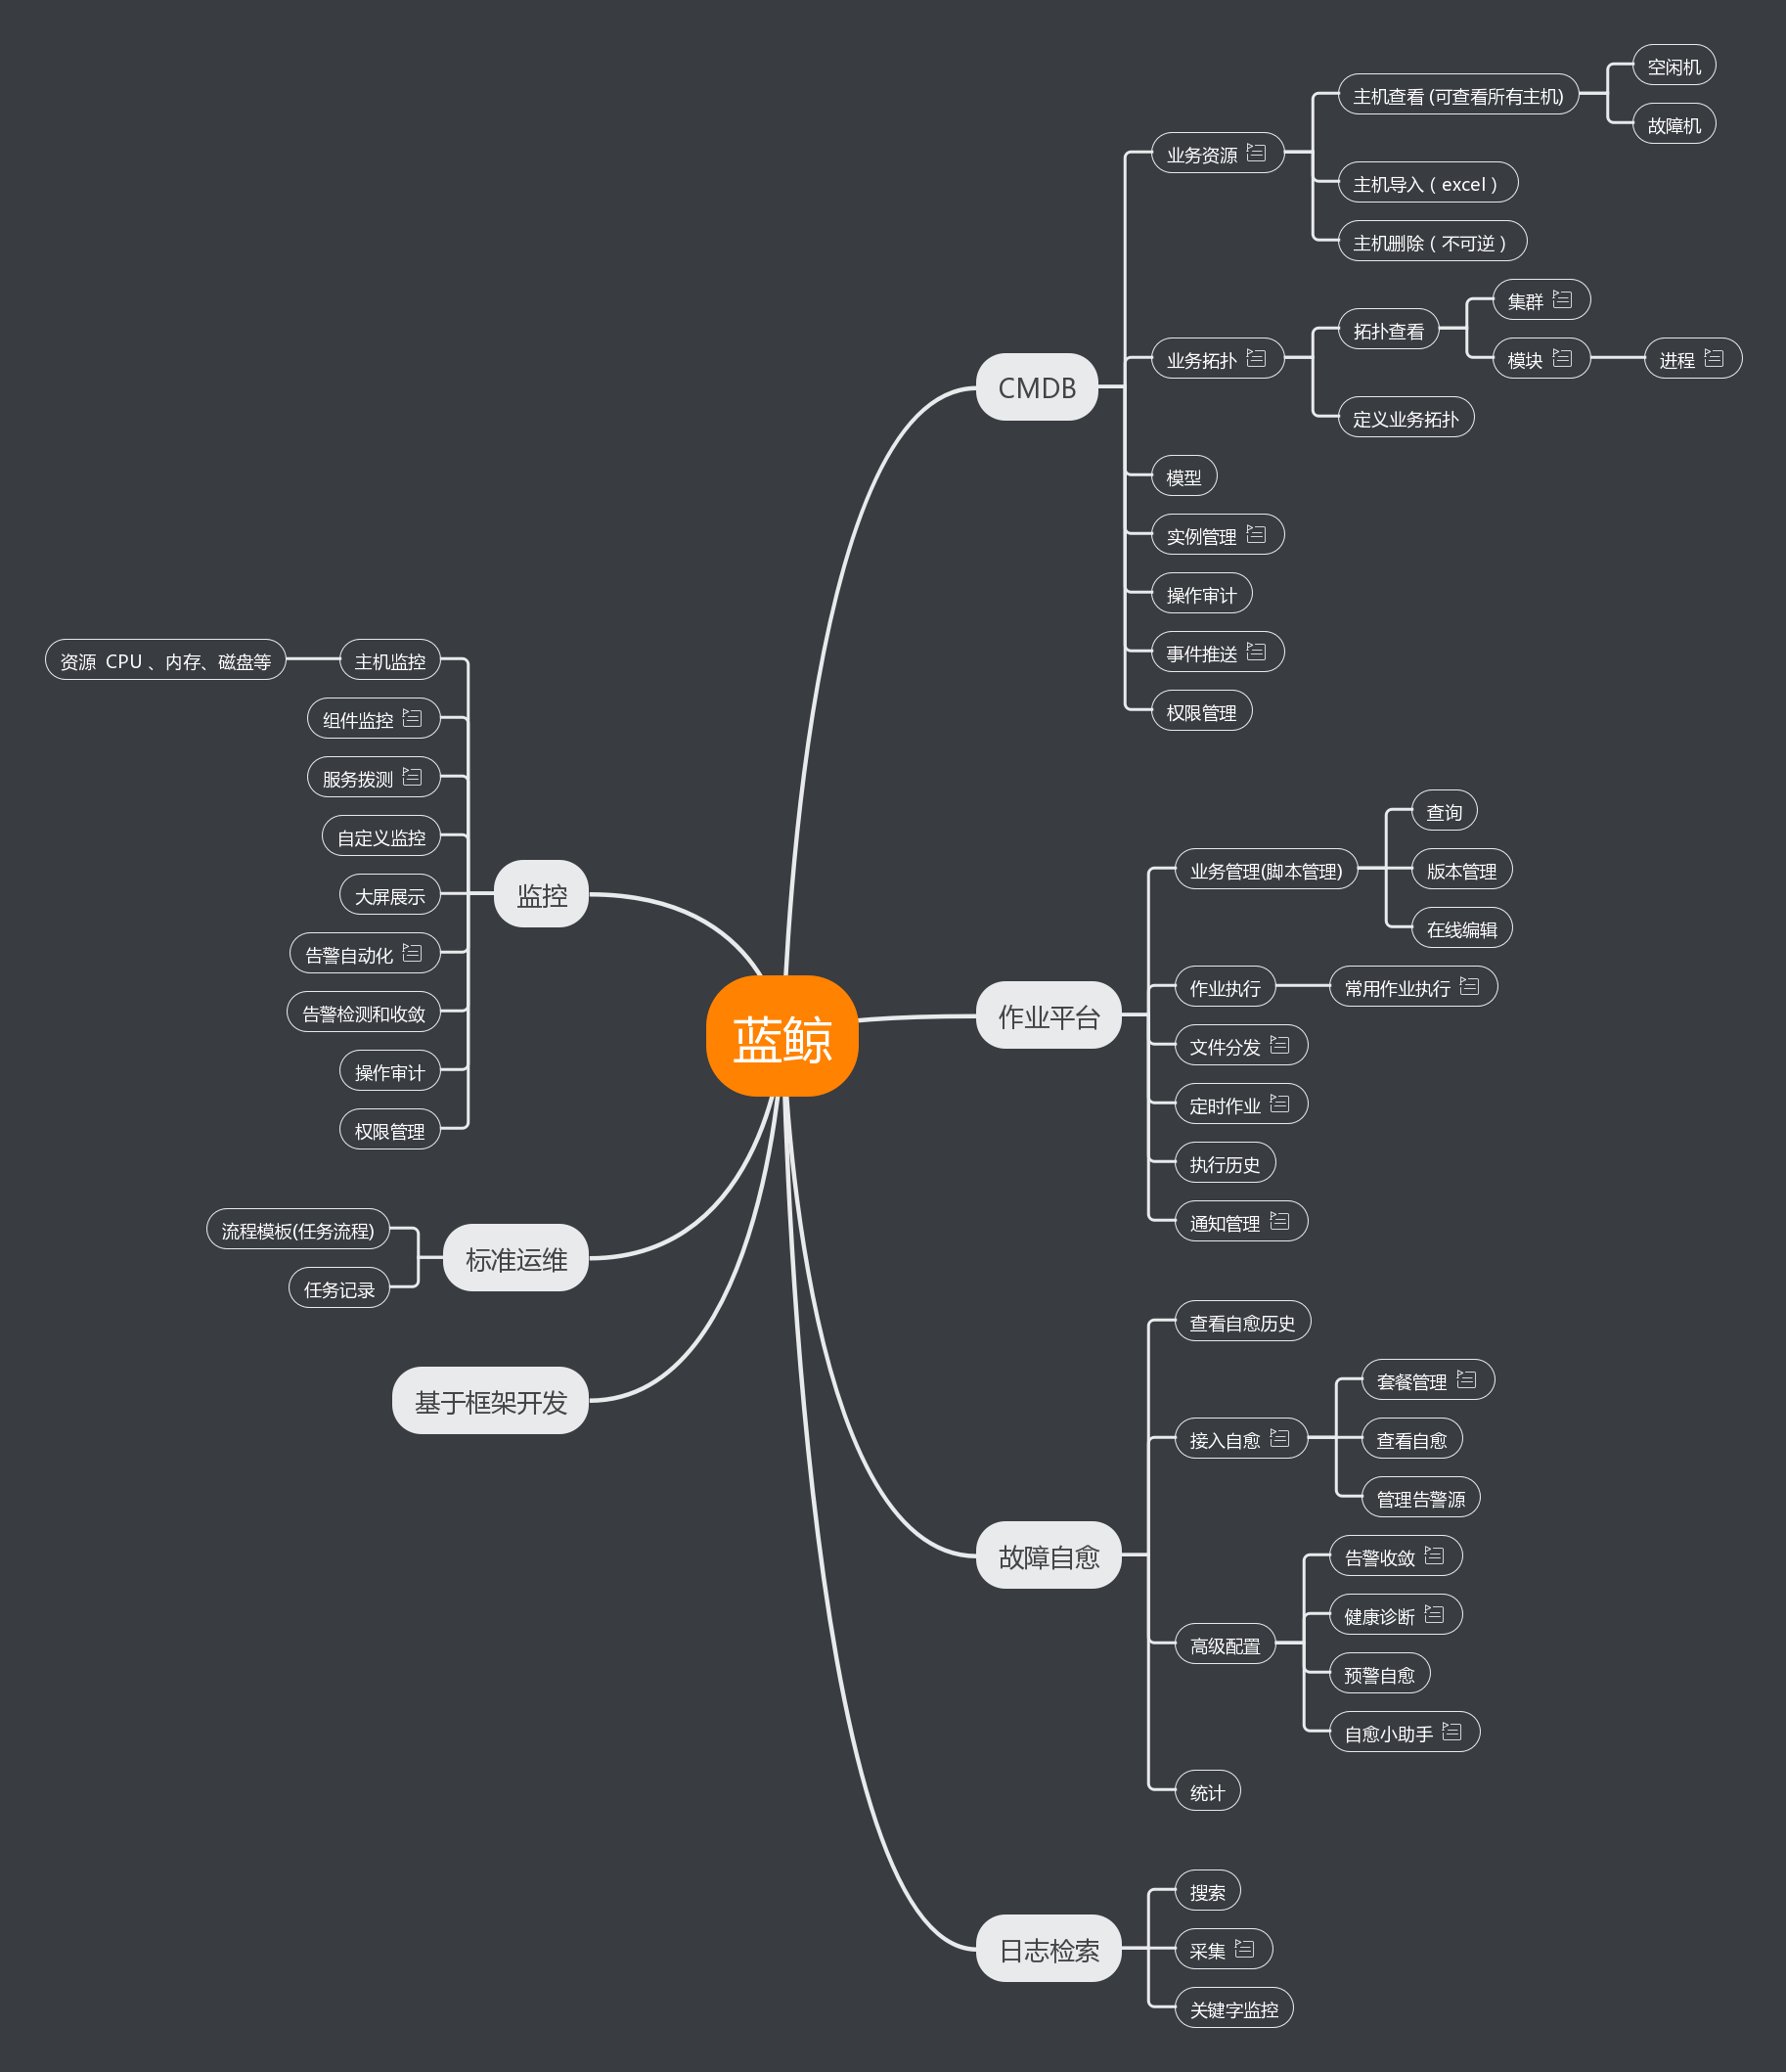 蓝鲸
CMDB
业务资源
主机查看 (可查看所有主机)
空闲机
故障机
主机导入（excel）
主机删除（不可逆）
业务拓扑
拓扑查看
集群
模块
进程
定义业务拓扑
模型
实例管理
操作审计
事件推送
权限管理
作业平台
业务管理(脚本管理)
查询
版本管理
在线编辑
作业执行
常用作业执行
文件分发
定时作业
执行历史
通知管理
故障自愈
查看自愈历史
接入自愈
套餐管理
查看自愈
管理告警源
高级配置
告警收敛
健康诊断
预警自愈
自愈小助手
统计
日志检索
搜索
采集
关键字监控
监控
主机监控
资源 CPU 、内存、磁盘等
组件监控
服务拨测
自定义监控
大屏展示
告警自动化
告警检测和收敛
操作审计
权限管理
标准运维
流程模板(任务流程)
任务记录
基于框架开发